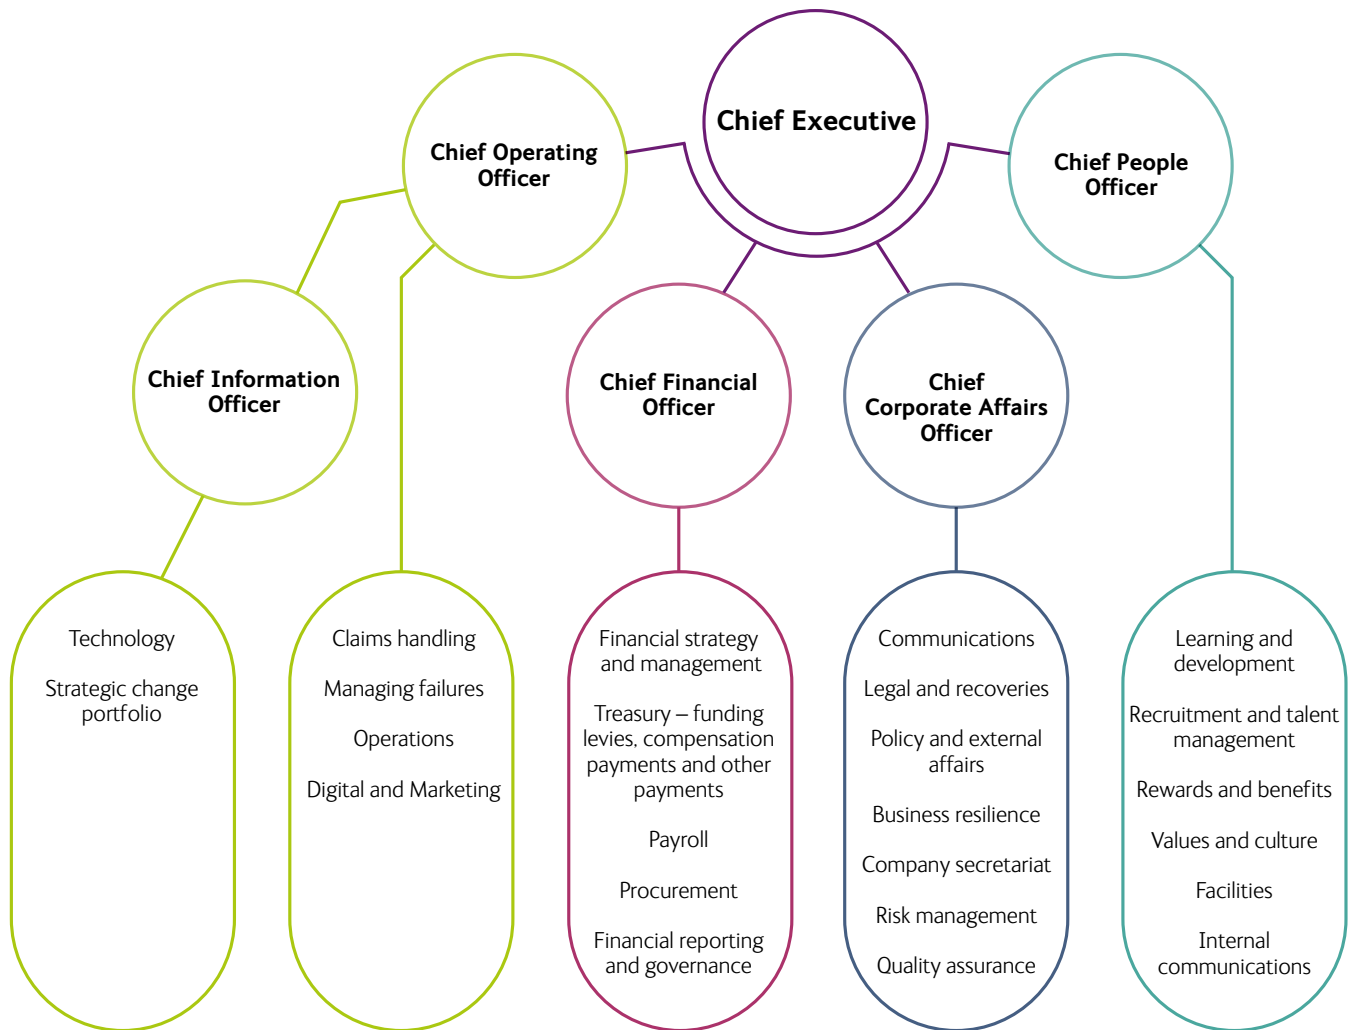 Chief Executive
Chief Operating
Officer
Chief People
Officer
Chief Information
Officer
Chief Financial
Officer
Chief
Corporate Affairs
Officer
Technology
Strategic change
portfolio
Claims handling
Managing failures
Operations
Digital and Marketing
Financial strategy
and management
Treasury – funding
levies, compensation
payments and other
payments
Payroll
Procurement
Financial reporting
and governance
Communications
Legal and recoveries
Policy and external
affairs
Business resilience
Company secretariat
Risk management
Quality assurance
Learning and
development
Recruitment and talent
management
Rewards and benefits
Values and culture
Facilities
Internal
communications